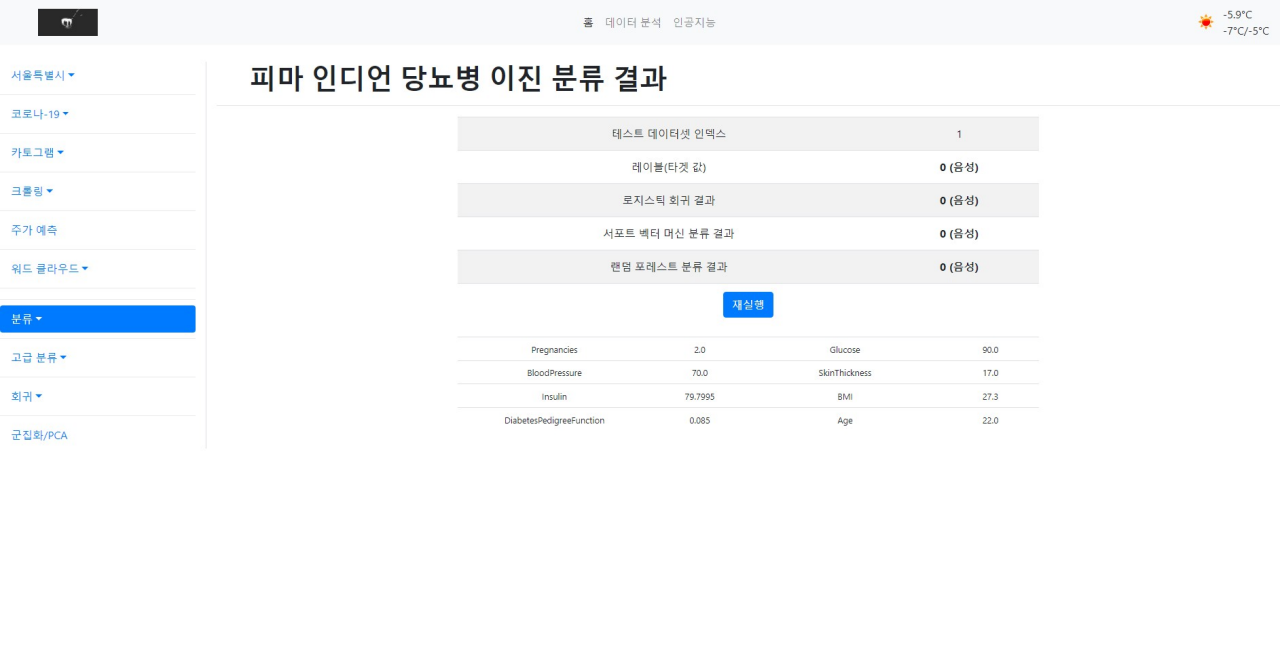 홈 데이터 분석 인공지능
-5.9°C
-7°C/-5°C
서울특별시
코로나-19
카토그램
크롤링
주가 예측
워드 클라우드
분류
고급 분류
회귀
군집화/PCA
피마 인디언 당뇨병 이진 분류 결과
테스트 데이터셋 인덱스 1
레이블(타겟 값) 0 (음성)
로지스틱 회귀 결과 0 (음성)
서포트 벡터 머신 분류 결과 0 (음성)
랜덤 포레스트 분류 결과 0 (음성)
재실행
Pregnancies 2.0 Glucose 90.0
BloodPressure 70.0 SkinThickness 17.0
Insulin 79.7995 BMI 27.3
DiabetesPedigreeFunction 0.085 Age 22.0